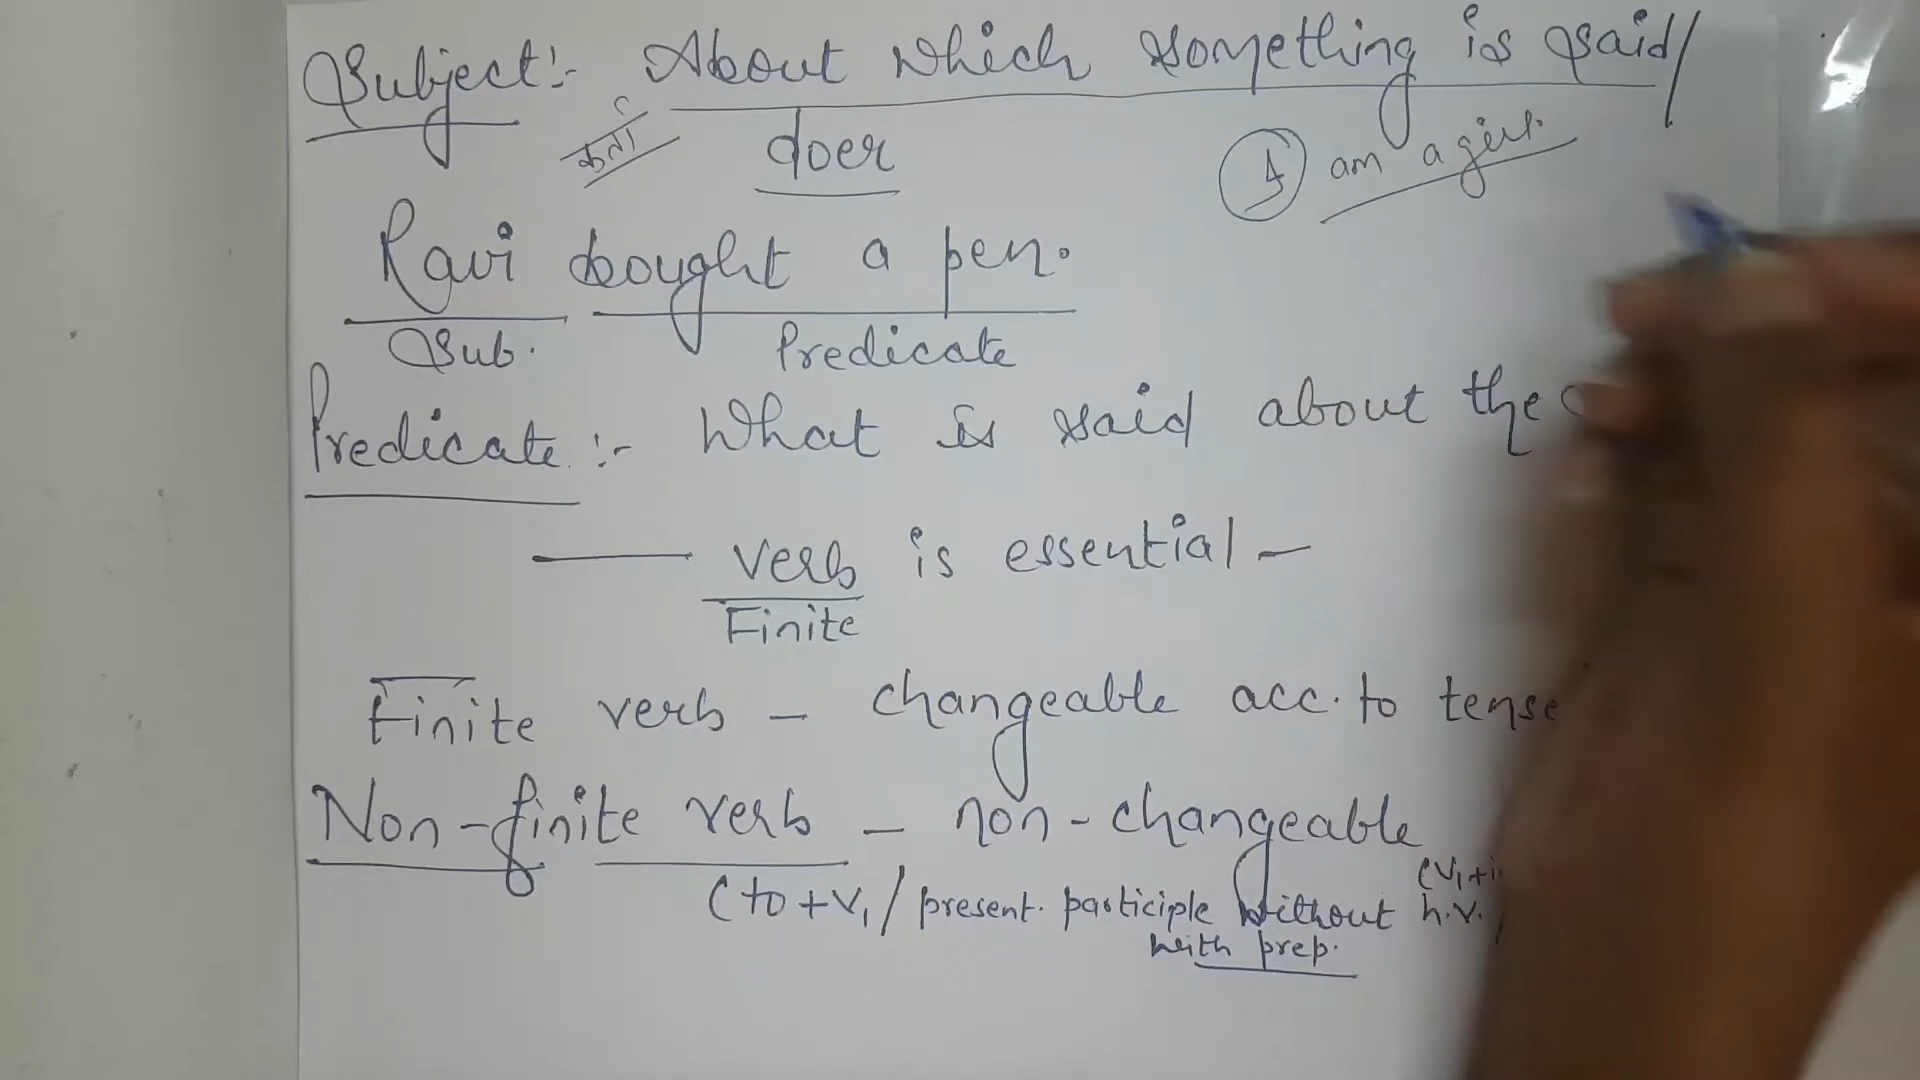 Subject :- About which something is said/
कर्ता doer
I am a girl.
Ravi bought a pen.
Sub. Predicate
Predicate :- What is said about the
— verb is essential —
Finite
Finite verb - changeable acc. to tense
Non-finite verb - non-changeable
(to + V1 / present participle without h.v.
with prep.